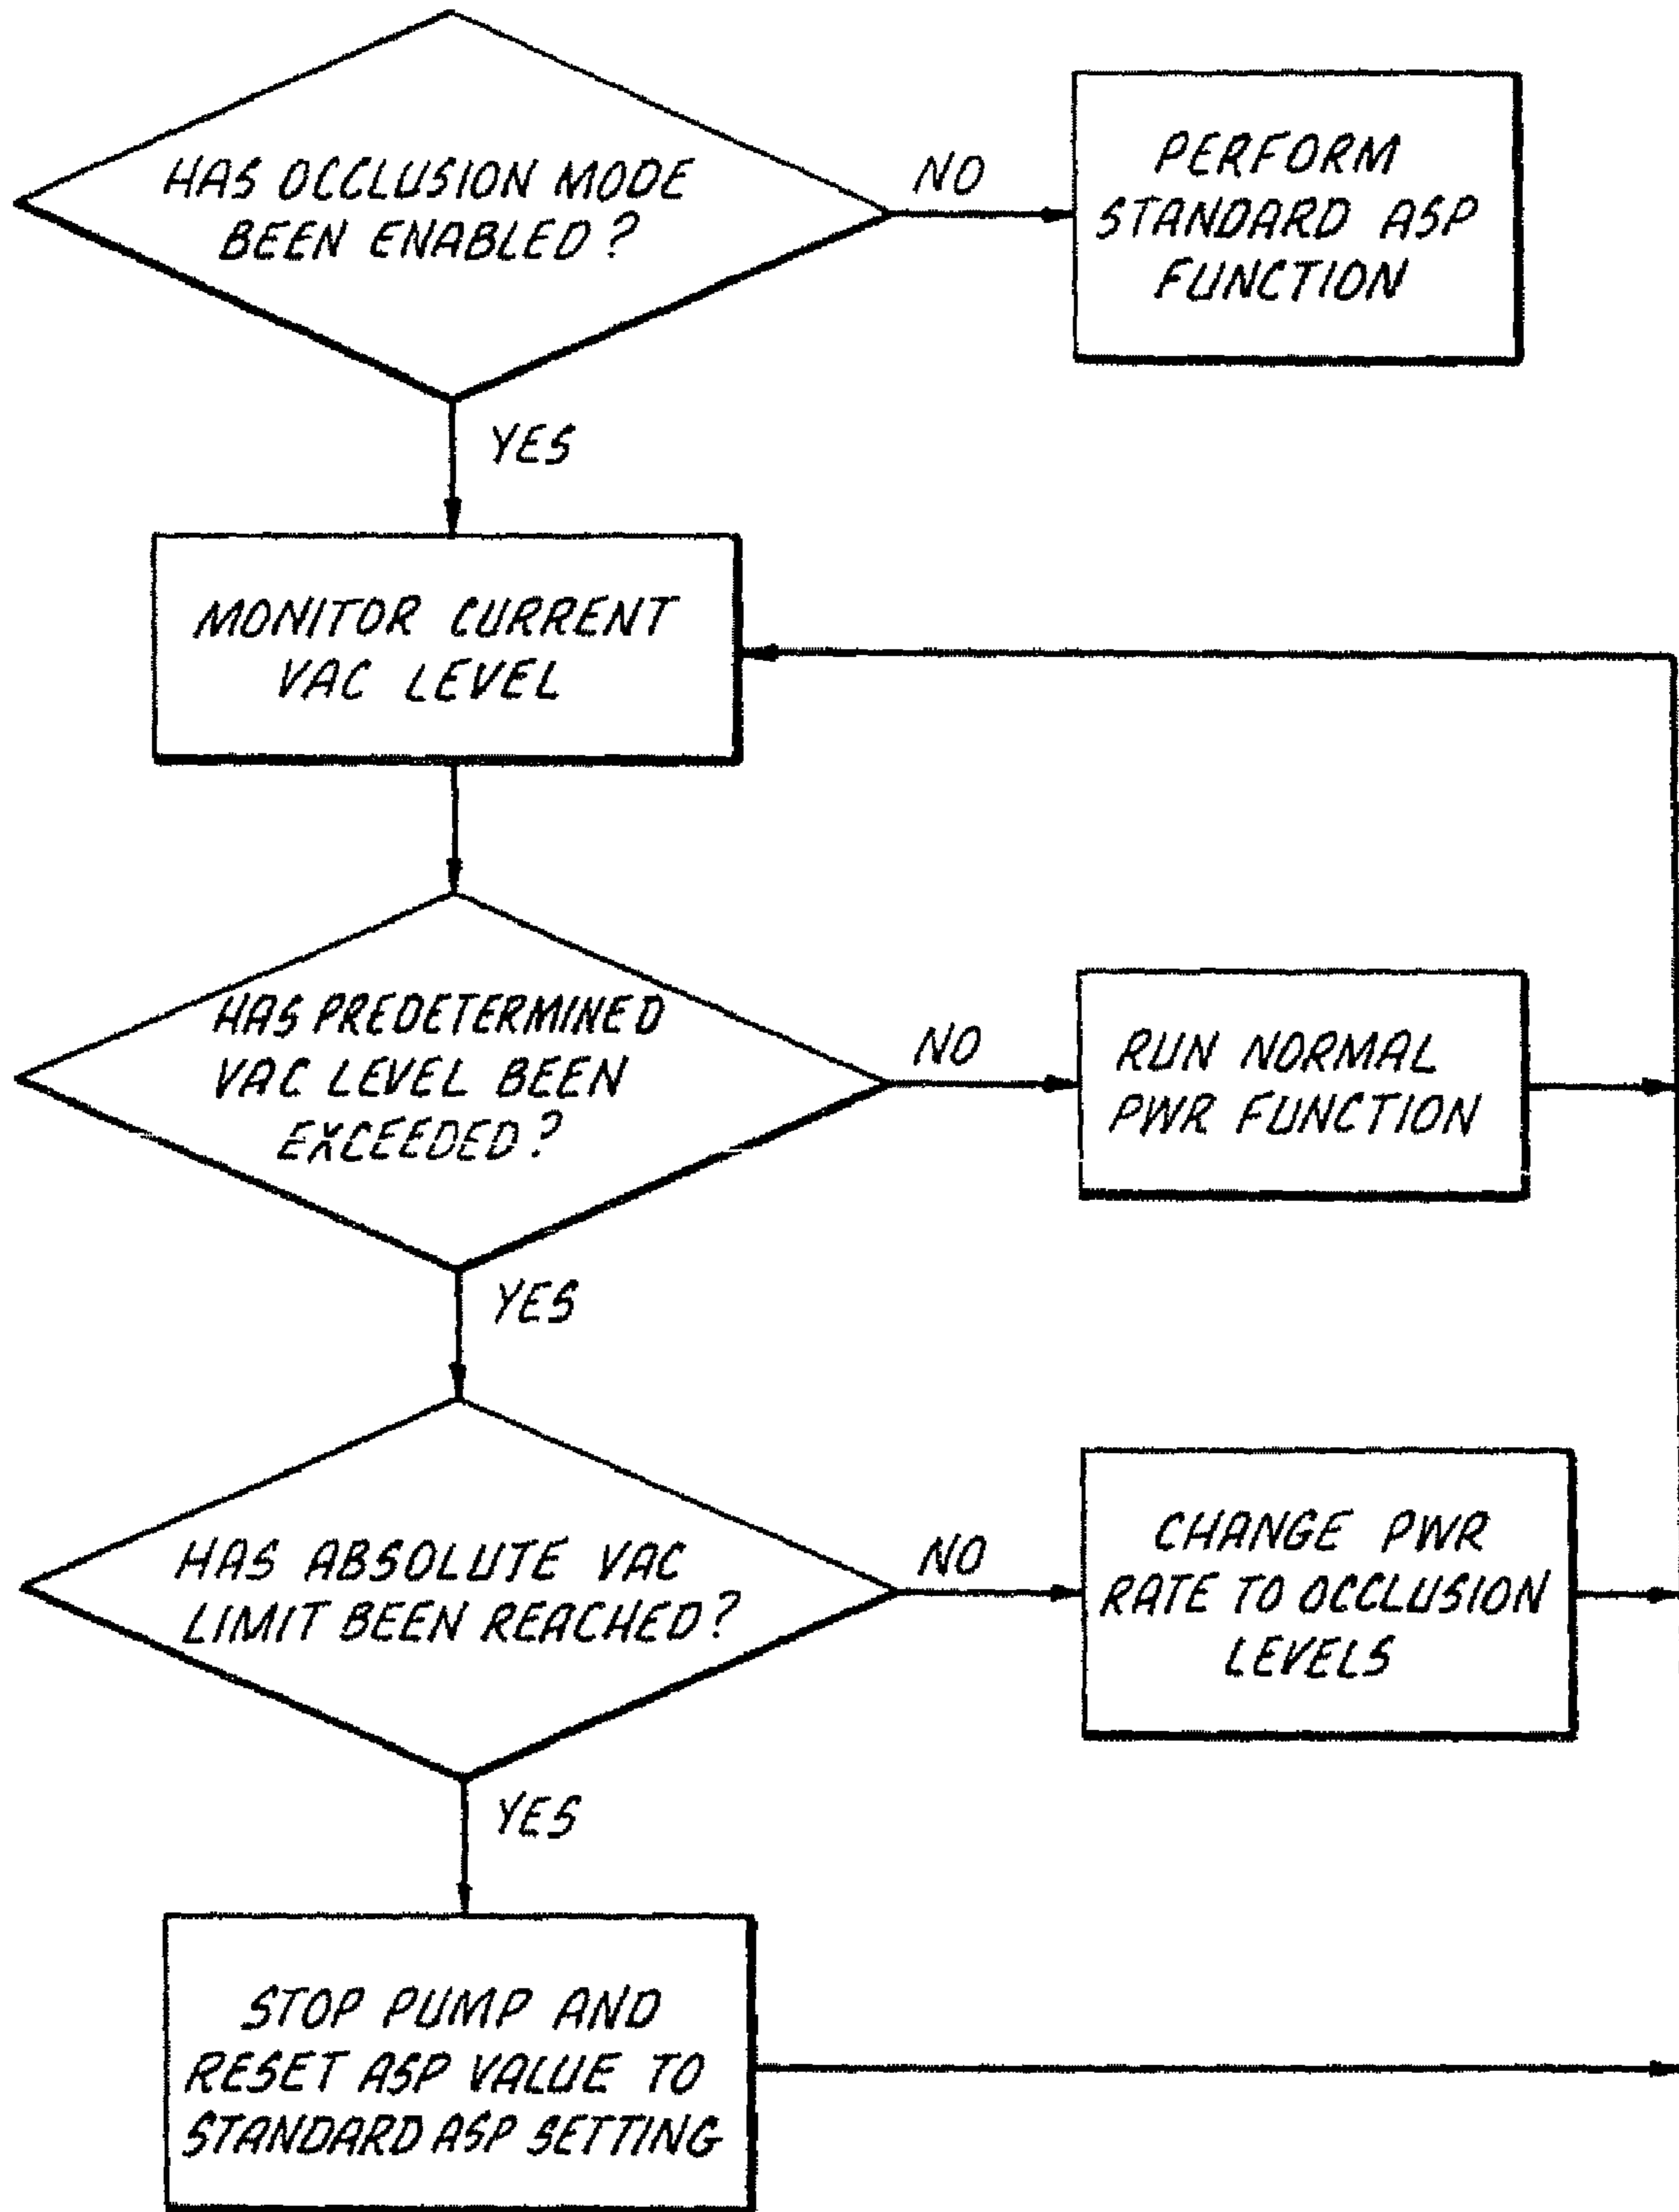 HAS OCCLUSION MODE
BEEN ENABLED?
NO
PERFORM
STANDARD ASP
FUNCTION
YES
MONITOR CURRENT
VAC LEVEL
HAS PREDETERMINED
VAC LEVEL BEEN
EXCEEDED?
NO
RUN NORMAL
PWR FUNCTION
YES
HAS ABSOLUTE VAC
LIMIT BEEN REACHED?
NO
CHANGE PWR
RATE TO OCCLUSION
LEVELS
YES
STOP PUMP AND
RESET ASP VALUE TO
STANDARD ASP SETTING